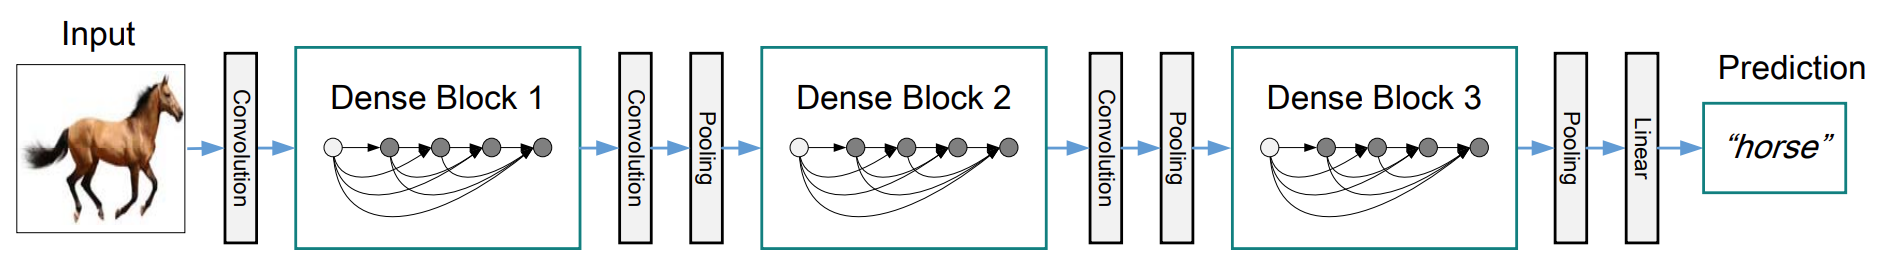 Input
Convolution
Dense Block 1
Convolution
Pooling
Dense Block 2
Convolution
Pooling
Dense Block 3
Pooling
Linear
Prediction
“horse”